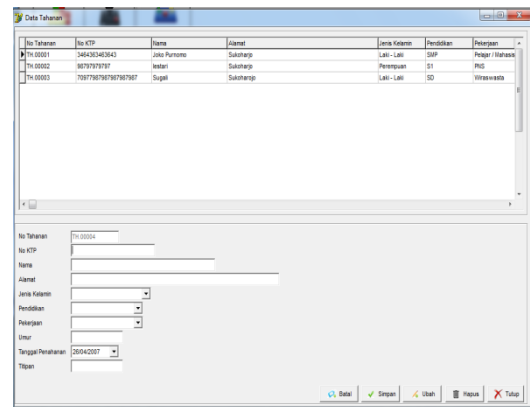 Data Tahanan
No Tahanan No KTP Nama Alamat Jenis Kelamin Pendidikan Pekerjaan
TH.00001 3464363463643 Joko Purnomo Sukoharjo Laki - Laki SMP Pelajar / Mahasa
TH.00002 98797979797 lestari Sukoharjo Perempuan S1 PNS
TH.00003 70977987987987987 Sugali Sukoharojo Laki - Laki SD Wiraswasta
No Tahanan TH.00004
No KTP
Nama
Alamat
Jenis Kelamin
Pendidikan
Pekerjaan
Umur
Tanggal Penahanan 26/04/2007
Titipan
Batal Simpan Ubah Hapus Tutup